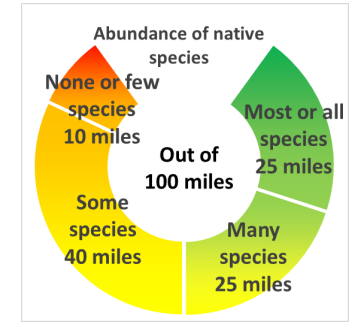 Abundance of native
species
None or few
species
10 miles
Most or all
species
25 miles
Out of
100 miles
Some
species
40 miles
Many
species
25 miles